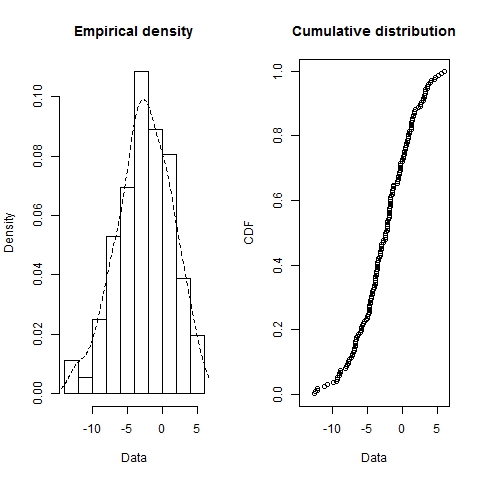 Empirical density
Density
0.00 0.02 0.04 0.06 0.08 0.10
-10 -5 0 5
Data
Cumulative distribution
CDF
0.0 0.2 0.4 0.6 0.8 1.0
-10 -5 0 5
Data